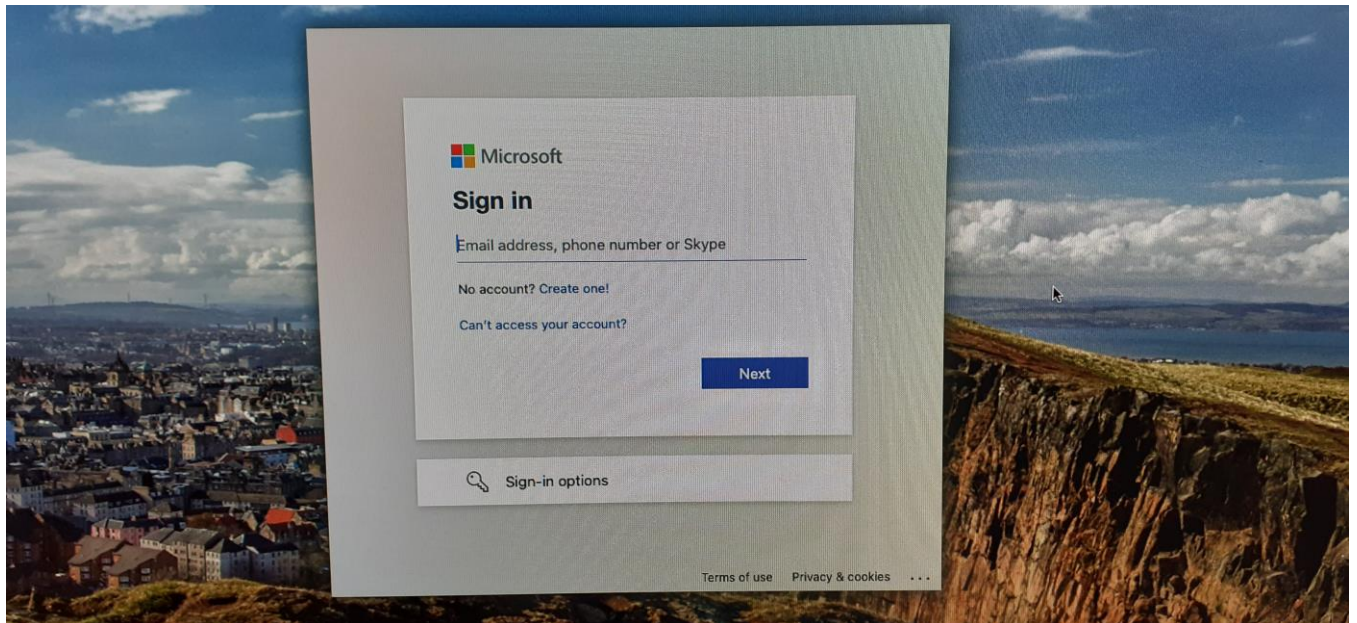 Microsoft
Sign in
Email address, phone number or Skype
No account? Create one!
Can't access your account?
Next
Sign-in options
Terms of use Privacy & cookies ...